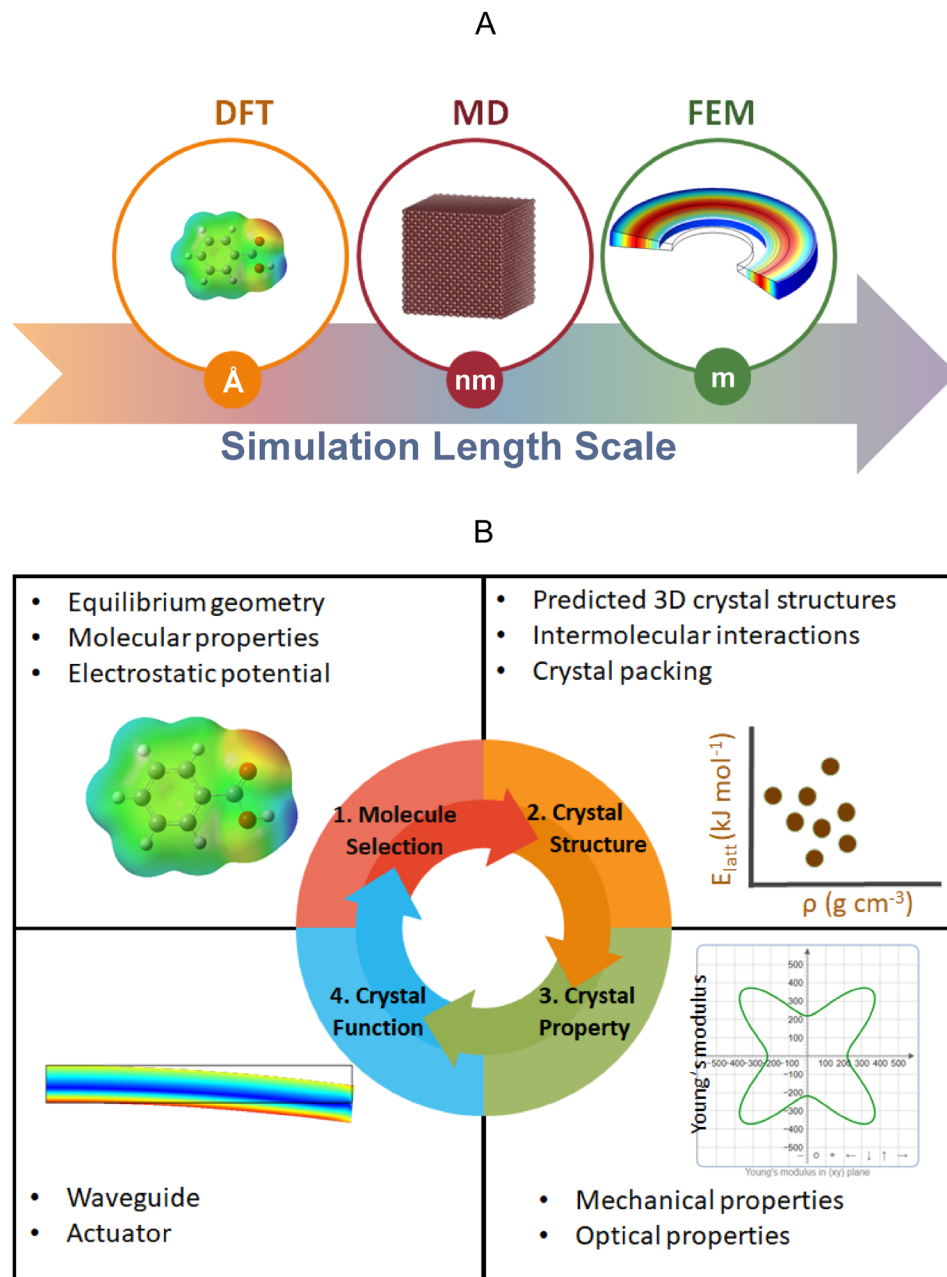 A
DFT
MD
FEM
Å
nm
m
Simulation Length Scale
B
• Equilibrium geometry
• Molecular properties
• Electrostatic potential
• Predicted 3D crystal structures
• Intermolecular interactions
• Crystal packing
1. Molecule
Selection
2. Crystal
Structure
E_latt (kJ mol⁻¹)
ρ (g cm⁻³)
4. Crystal
Function
3. Crystal
Property
Young's modulus
500
400
300
200
100
-500 -400 -300 -200 -100
100 200 300 400 500
-100
-200
-300
-400
-500
– o + ← ↓ ↑ →
Young's modulus in (xy) plane
• Waveguide
• Actuator
• Mechanical properties
• Optical properties